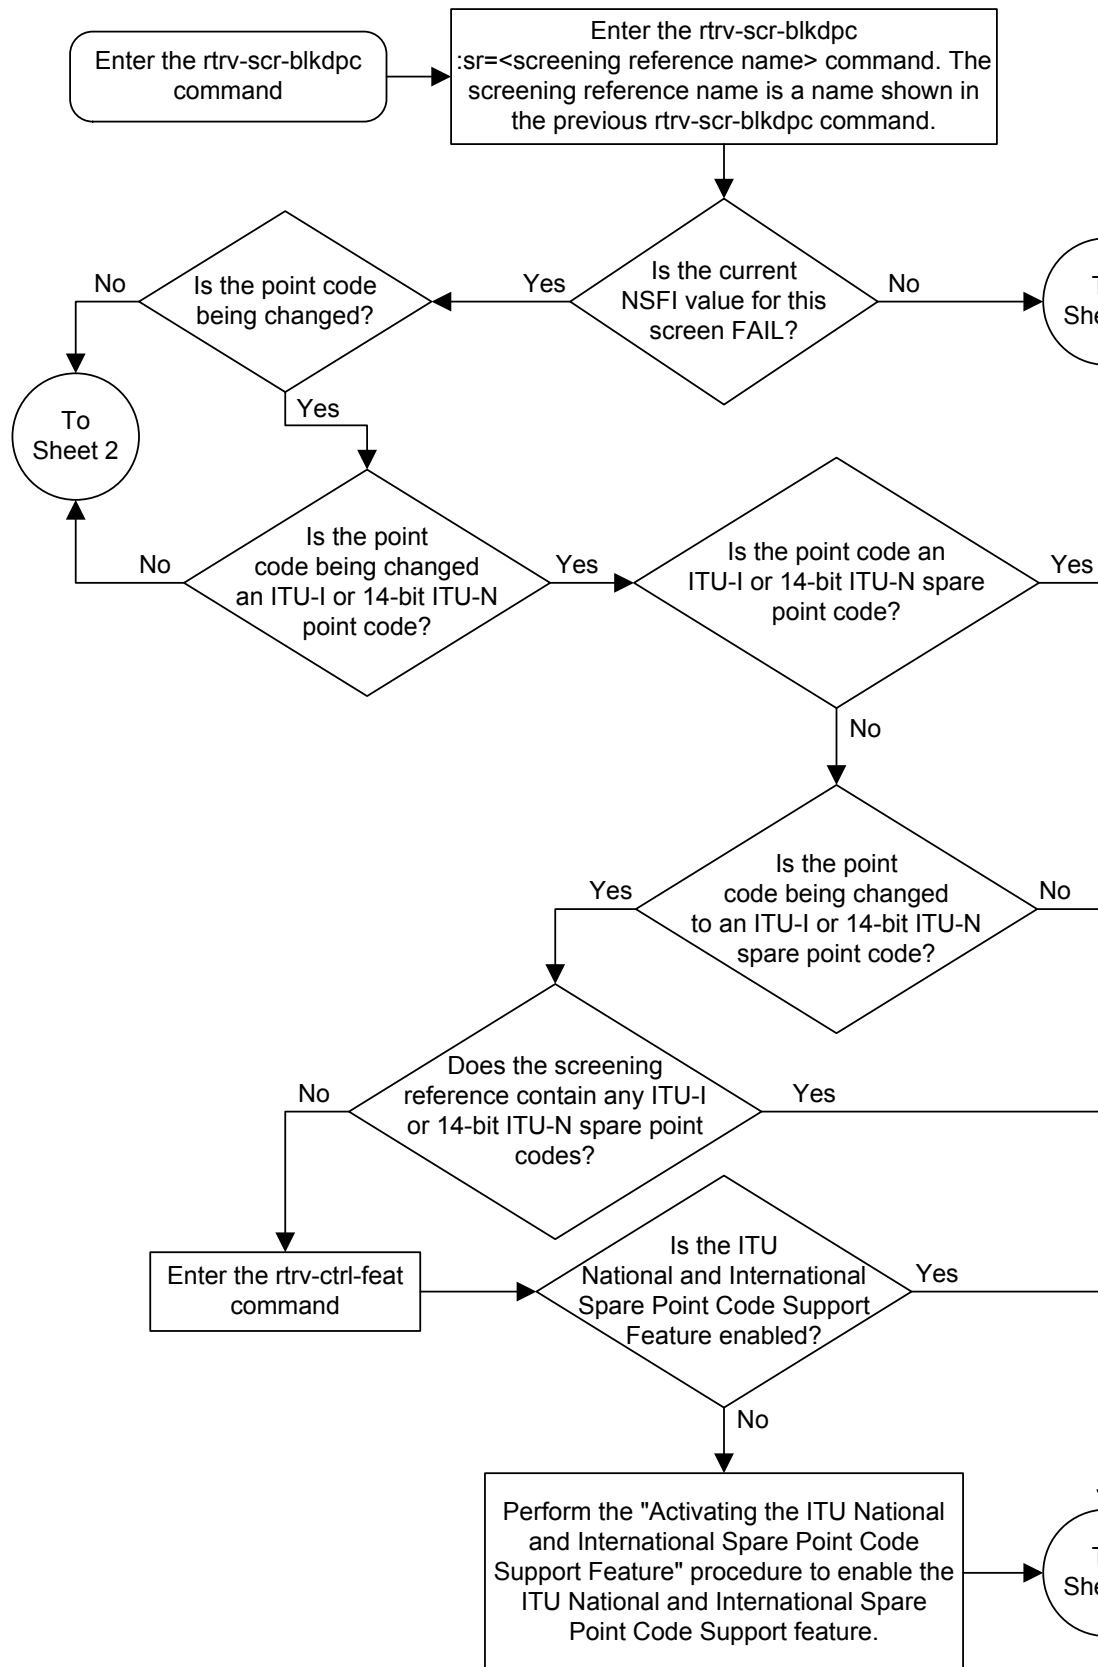 Enter the rtrv-scr-blkdpc
command
Enter the rtrv-scr-blkdpc
:sr=<screening reference name> command. The
screening reference name is a name shown in
the previous rtrv-scr-blkdpc command.
Is the current
NSFI value for this
screen FAIL?
Yes
No
Is the point code
being changed?
No
Yes
To
Sheet 2
Is the point
code being changed
an ITU-I or 14-bit ITU-N
point code?
No
Yes
Is the point code an
ITU-I or 14-bit ITU-N spare
point code?
Yes
No
Is the point
code being changed
to an ITU-I or 14-bit ITU-N
spare point code?
Yes
No
Does the screening
reference contain any ITU-I
or 14-bit ITU-N spare point
codes?
No
Yes
Enter the rtrv-ctrl-feat
command
Is the ITU
National and International
Spare Point Code Support
Feature enabled?
Yes
No
Perform the "Activating the ITU National
and International Spare Point Code
Support Feature" procedure to enable the
ITU National and International Spare
Point Code Support feature.